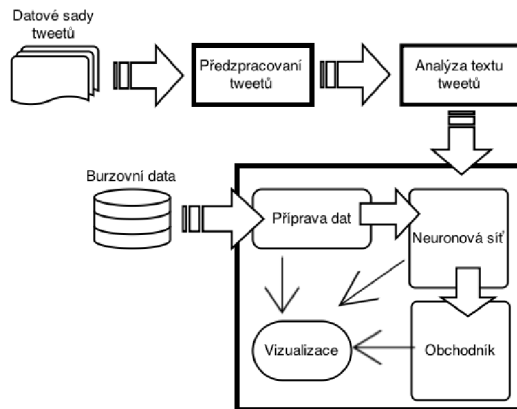 Datové sady
tweetů
Předzpracovaní
tweetů
Analýza textu
tweetů
Burzovní data
Příprava dat
Neuronová síť
Vizualizace
Obchodník